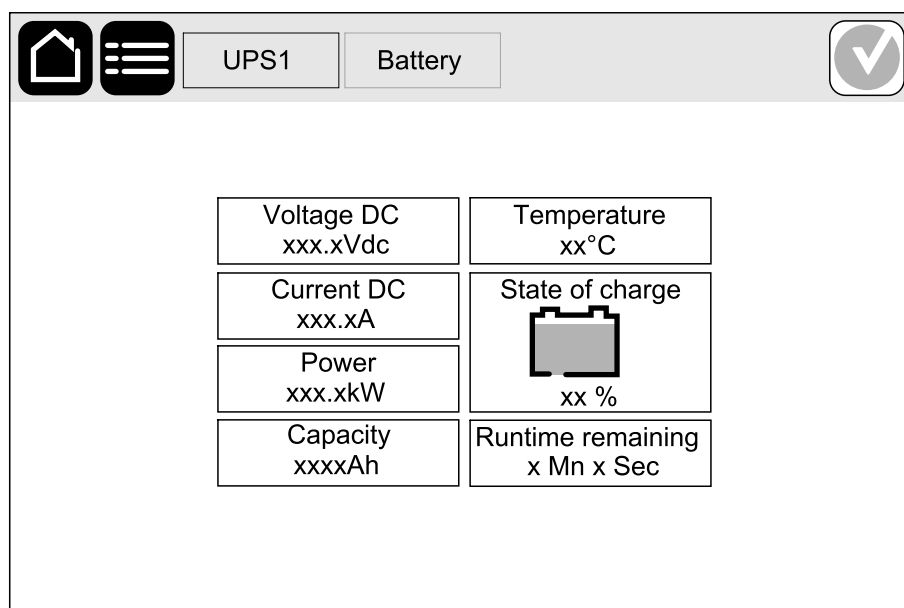 UPS1
Battery
Voltage DC
xxx.xVdc
Temperature
xx°C
Current DC
xxx.xA
State of charge
xx %
Power
xxx.xkW
Capacity
xxxxAh
Runtime remaining
x Mn x Sec